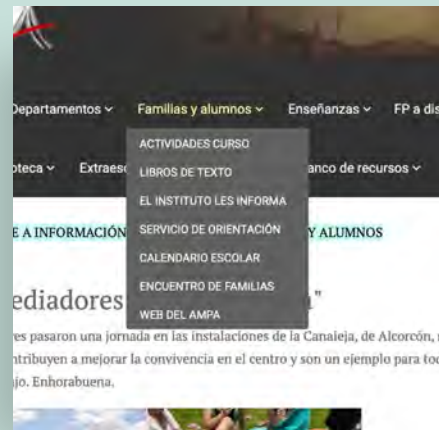 Departamentos Familias y alumnos Enseñanzas FP a dis
ACTIVIDADES CURSO
oteca Extraesc anco de recursos
LIBROS DE TEXTO
EL INSTITUTO LES INFORMA
SERVICIO DE ORIENTACIÓN
E A INFORMACIÓN Y ALUMNOS
CALENDARIO ESCOLAR
ENCUENTRO DE FAMILIAS
ediadores "
WEB DEL AMPA
res pasaron una jornada en las instalaciones de la Canaleja, de Alcorcón,
ntribuyen a mejorar la convivencia en el centro y son un ejemplo para tod
jo. Enhorabuena.